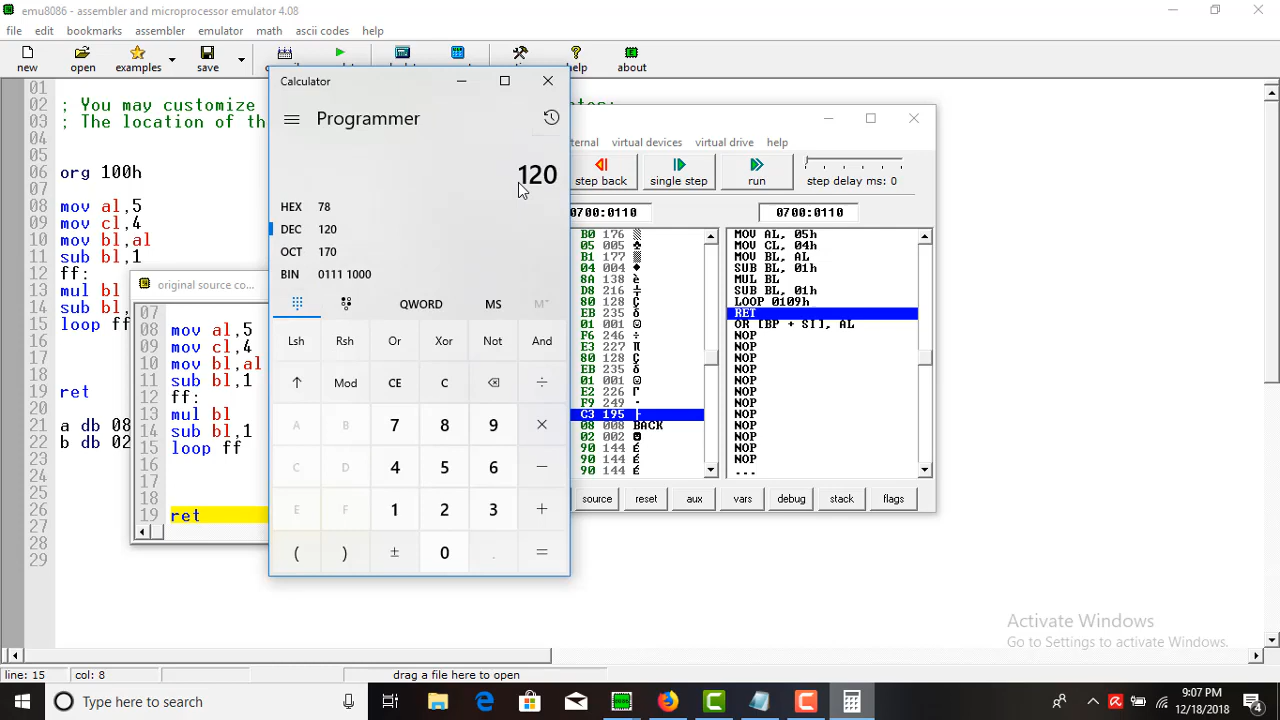 emu8086 - assembler and microprocessor emulator 4.08
file edit bookmarks assembler emulator math ascii codes help
new open examples save help about
01
02 ; You may customize
03 ; The location of th
04
05
06 org 100h
07
08 mov al,5
09 mov cl,4
10 mov bl,al
11 sub bl,1
12 ff:
13 mul bl
14 sub bl
15 loop ff
16
17
18
19 ret
20
21 a db 08
22 b db 02
23
24
25
26
27
28
29
original source co...
07
08 mov al,5
09 mov cl,4
10 mov bl,al
11 sub bl,1
12 ff:
13 mul bl
14 sub bl,1
15 loop ff
16
17
18
19 ret
Calculator
Programmer
120
HEX 78
DEC 120
OCT 170
BIN 0111 1000
QWORD MS M˅
Lsh Rsh Or Xor Not And
↑ Mod CE C ÷
A B 7 8 9 ×
C D 4 5 6 −
E F 1 2 3 +
( ) ± 0 . =
virtual devices virtual drive help
step back single step run step delay ms: 0
0700:0110 0700:0110
B0 176
05 005
B1 177
04 004
8A 138
D8 216
80 128
EB 235
01 001
F6 246
E3 227
80 128
EB 235
01 001
E2 226
F9 249
C3 195
08 008 BACK
02 002
90 144
90 144
90 144
MOV AL, 05h
MOV CL, 04h
MOV BL, AL
SUB BL, 01h
MUL BL
SUB BL, 01h
LOOP 0109h
RET
OR [BP + SI], AL
NOP
NOP
NOP
NOP
NOP
NOP
NOP
NOP
NOP
NOP
NOP
NOP
...
source reset aux vars debug stack flags
Activate Windows
Go to Settings to activate Windows.
line: 15 col: 8 drag a file here to open
Type here to search
9:07 PM
12/18/2018